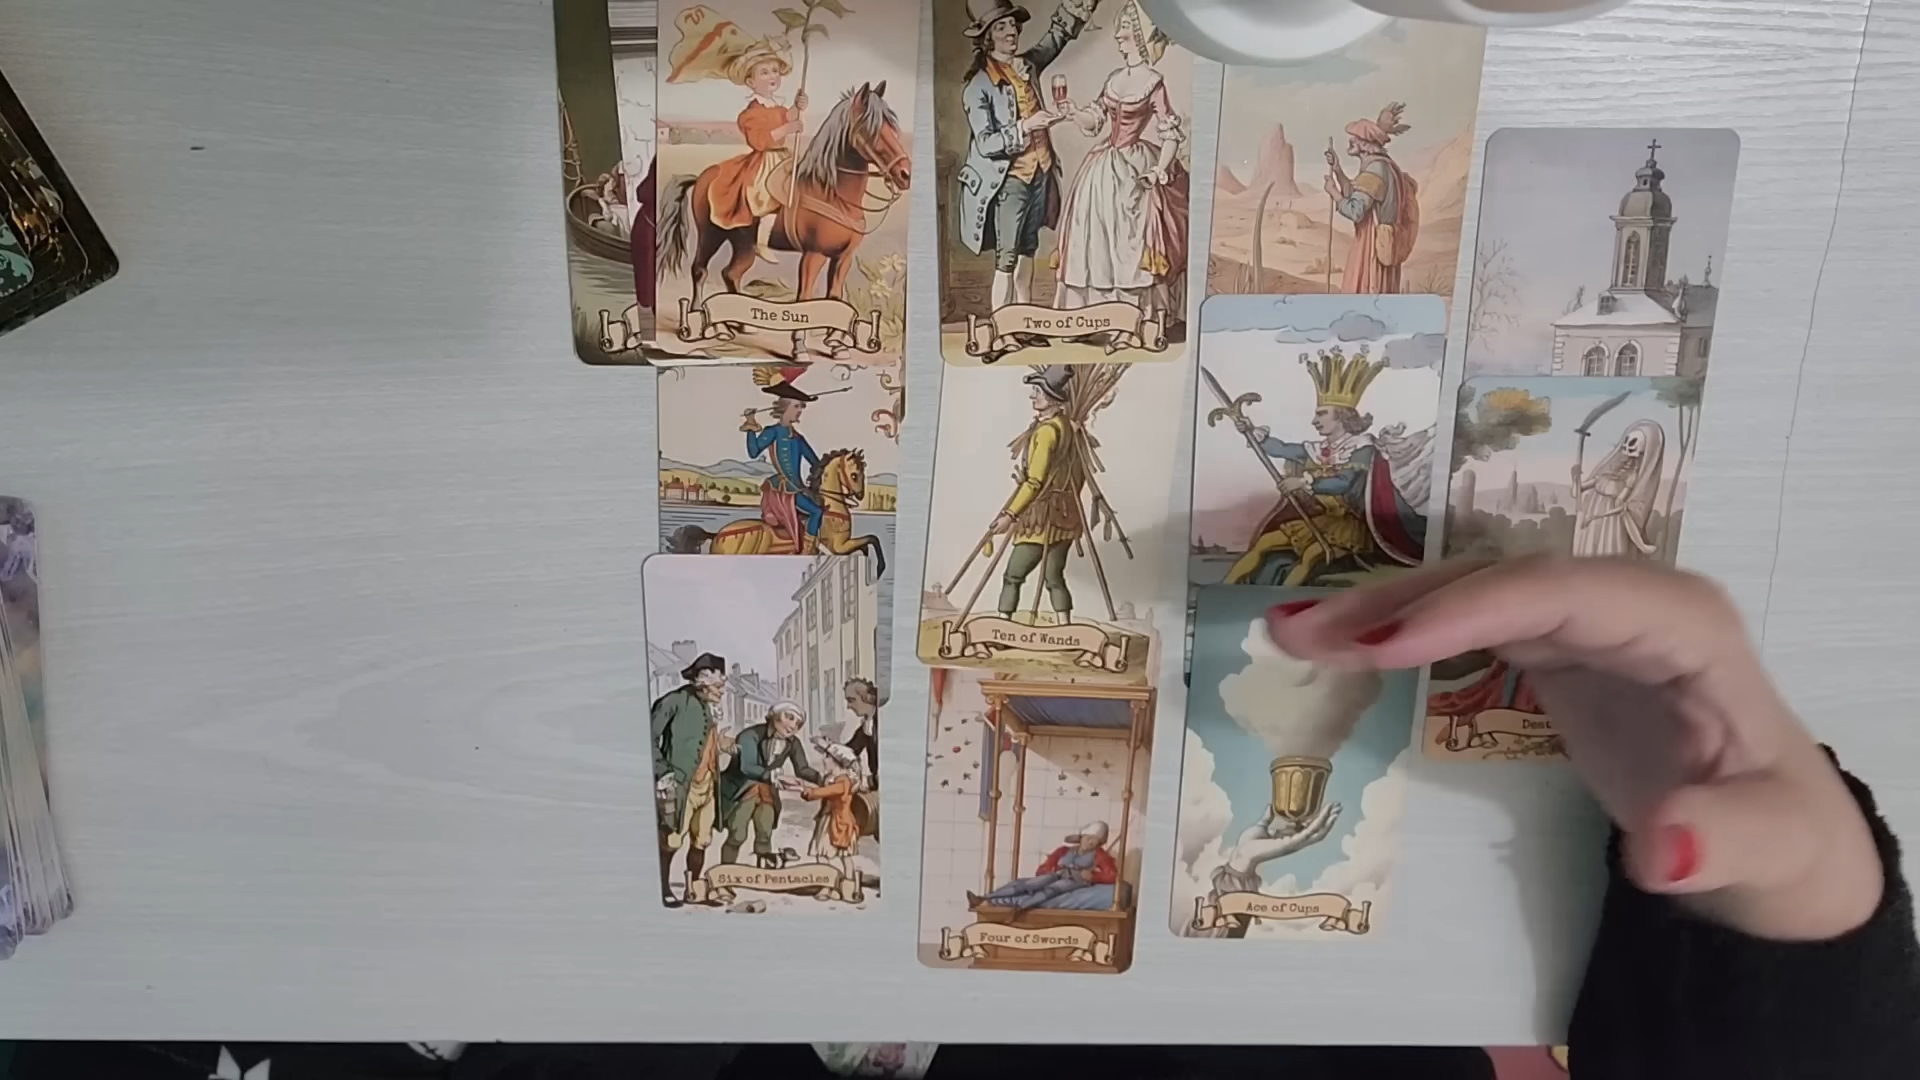 The Sun
Two of Cups
Ten of Wands
Six of Pentacles
Ace of Cups
Four of Swords